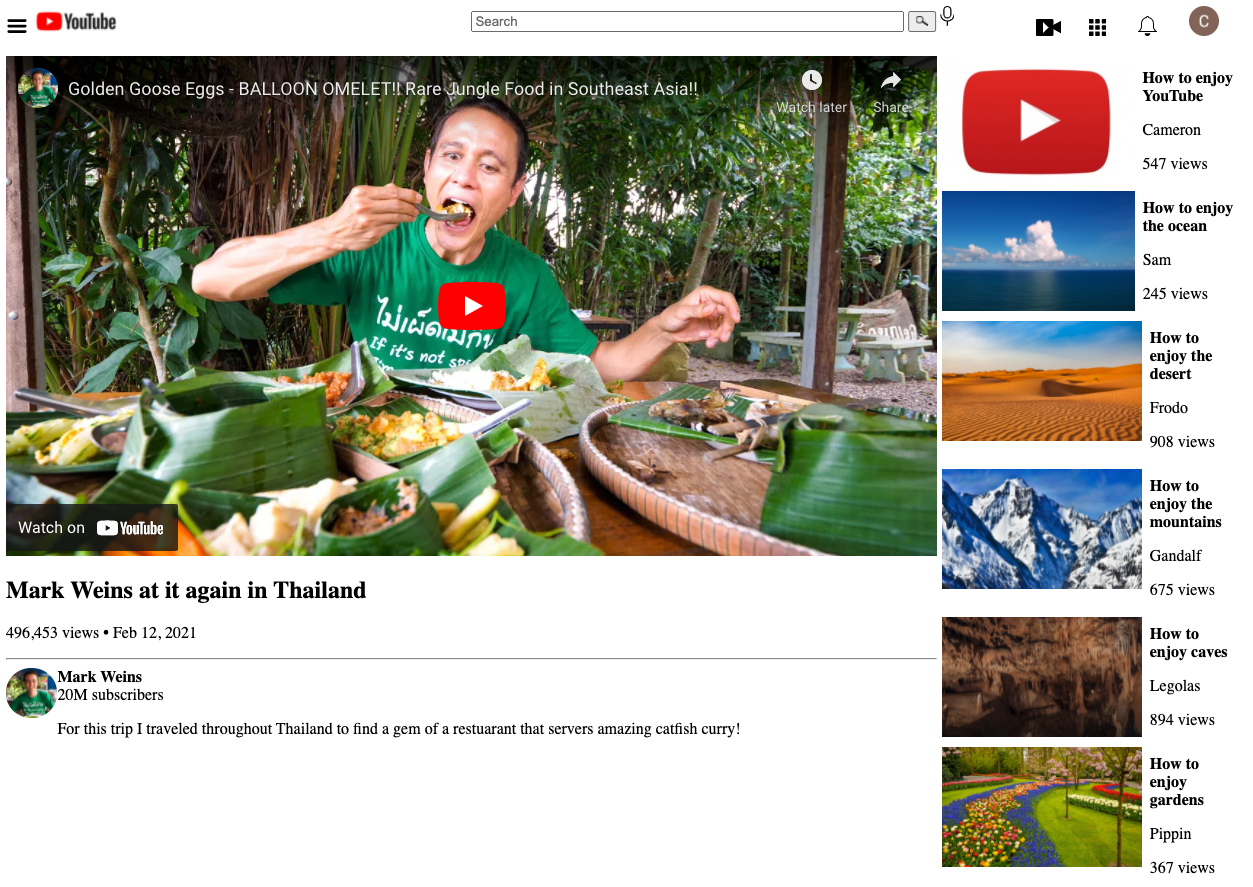 YouTube
Search
C
Golden Goose Eggs - BALLOON OMELET!! Rare Jungle Food in Southeast Asia!!
Watch later
Share
ไม่เผ็ดไม่กิน
If it's not spi
Watch on YouTube
Mark Weins at it again in Thailand
496,453 views • Feb 12, 2021
Mark Weins
20M subscribers
For this trip I traveled throughout Thailand to find a gem of a restuarant that servers amazing catfish curry!
How to enjoy
YouTube
Cameron
547 views
How to enjoy
the ocean
Sam
245 views
How to
enjoy the
desert
Frodo
908 views
How to
enjoy the
mountains
Gandalf
675 views
How to
enjoy caves
Legolas
894 views
How to
enjoy
gardens
Pippin
367 views